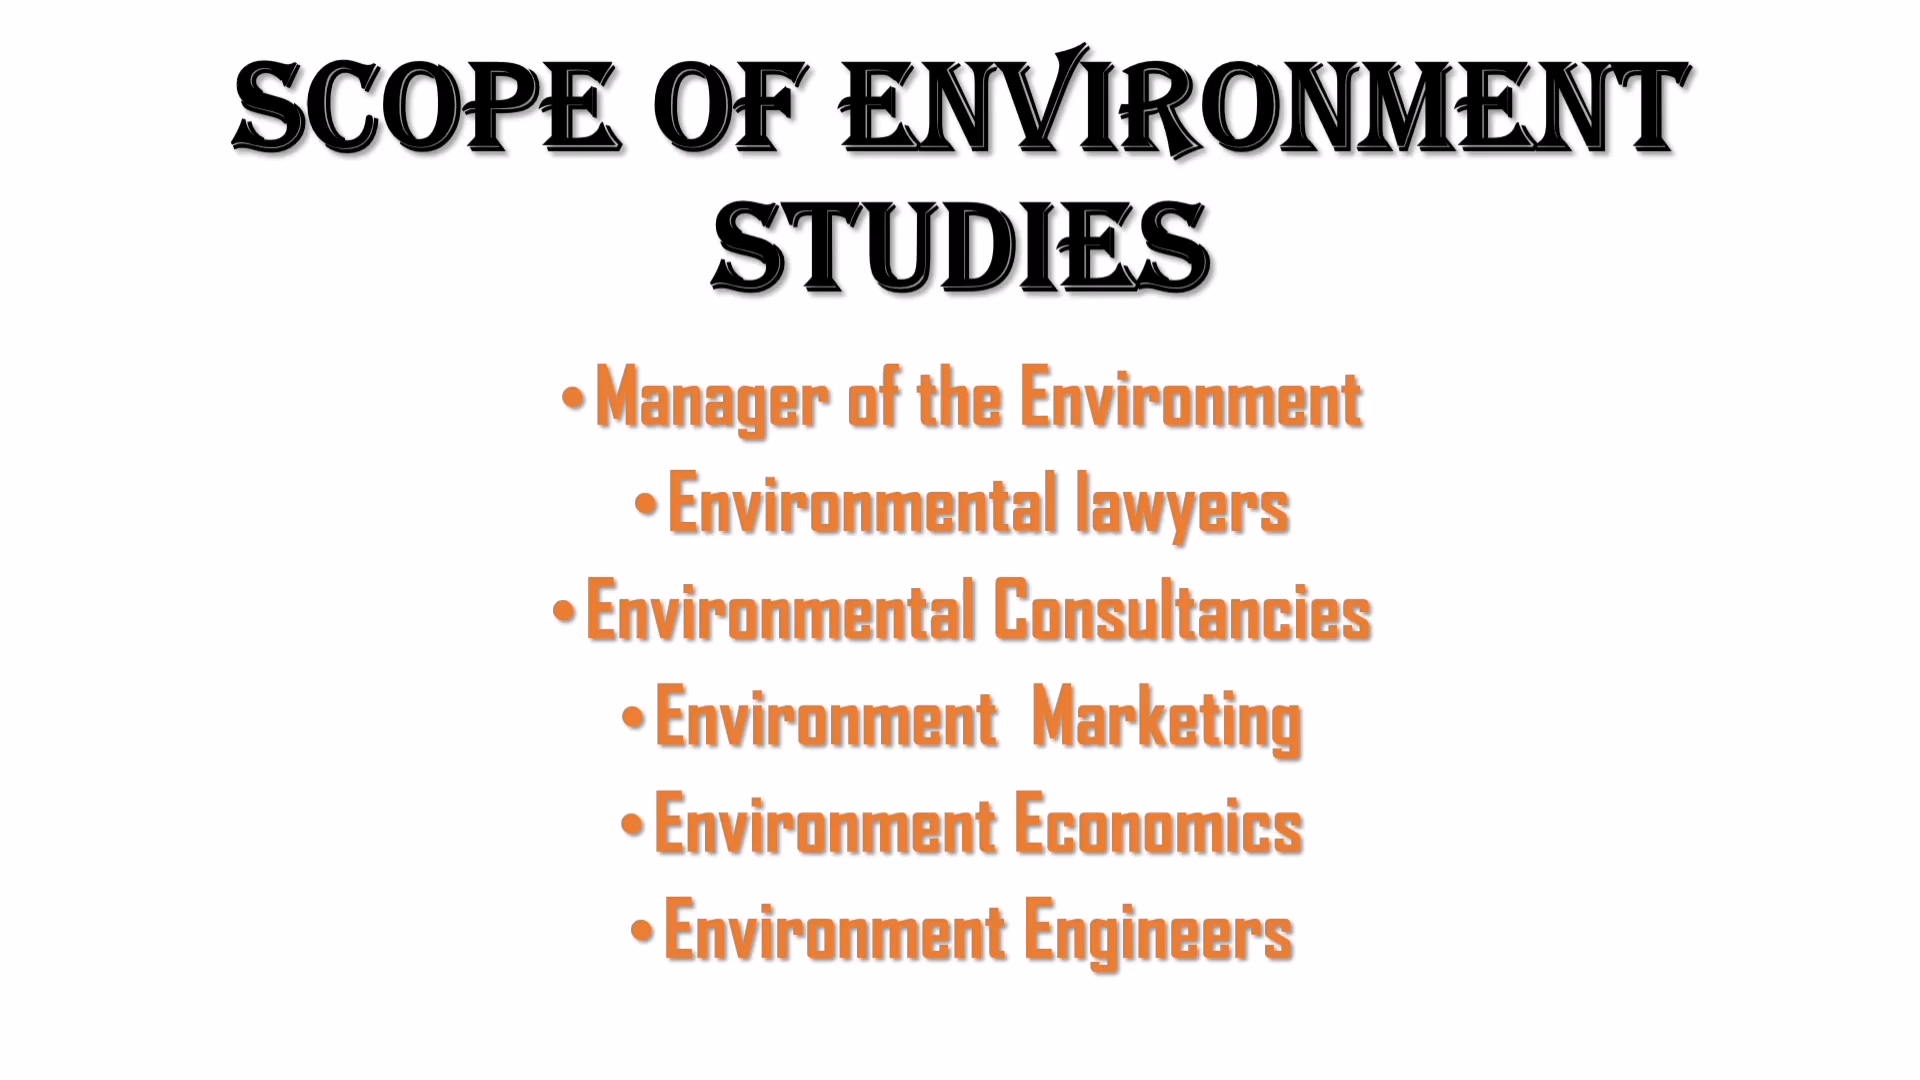 SCOPE OF ENVIRONMENT
STUDIES
•Manager of the Environment
•Environmental lawyers
•Environmental Consultancies
•Environment  Marketing
•Environment Economics
•Environment Engineers